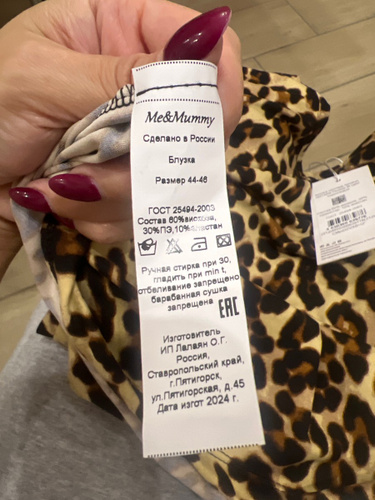 Me&Mummy
Сделано в России
Блузка
Размер 44-46
ГОСТ 25494-2003
Состав 60%вискоза,
30%ПЭ,10%эластан
Ручная стирка при 30,
гладить при min t,
отбеливание запрещено
барабанная сушка
запрещена
EAC
Изготовитель
ИП Лалаян О.Г.
Россия,
Ставропольский край,
г.Пятигорск,
ул.Пятигорская, д.45
Дата изгот 2024 г.